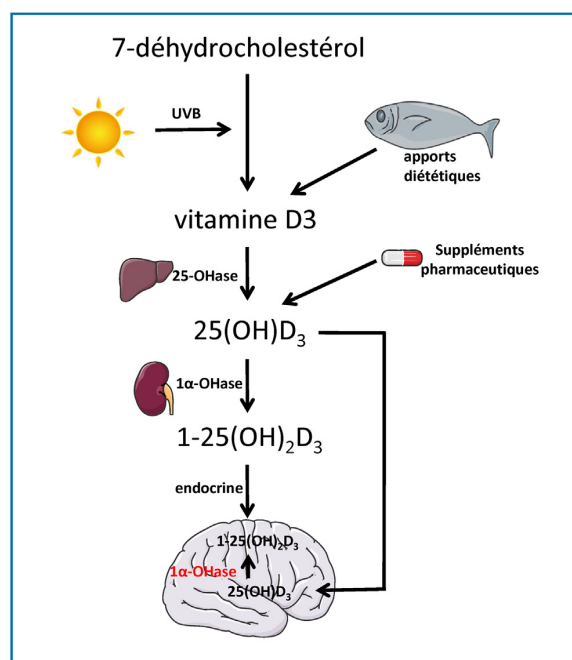 7-déhydrocholestérol
UVB
apports
diététiques
vitamine D3
25-OHase
Suppléments
pharmaceutiques
25(OH)D₃
1α-OHase
1-25(OH)₂D₃
endocrine
1-25(OH)₂D₃
1α-OHase
25(OH)D₃